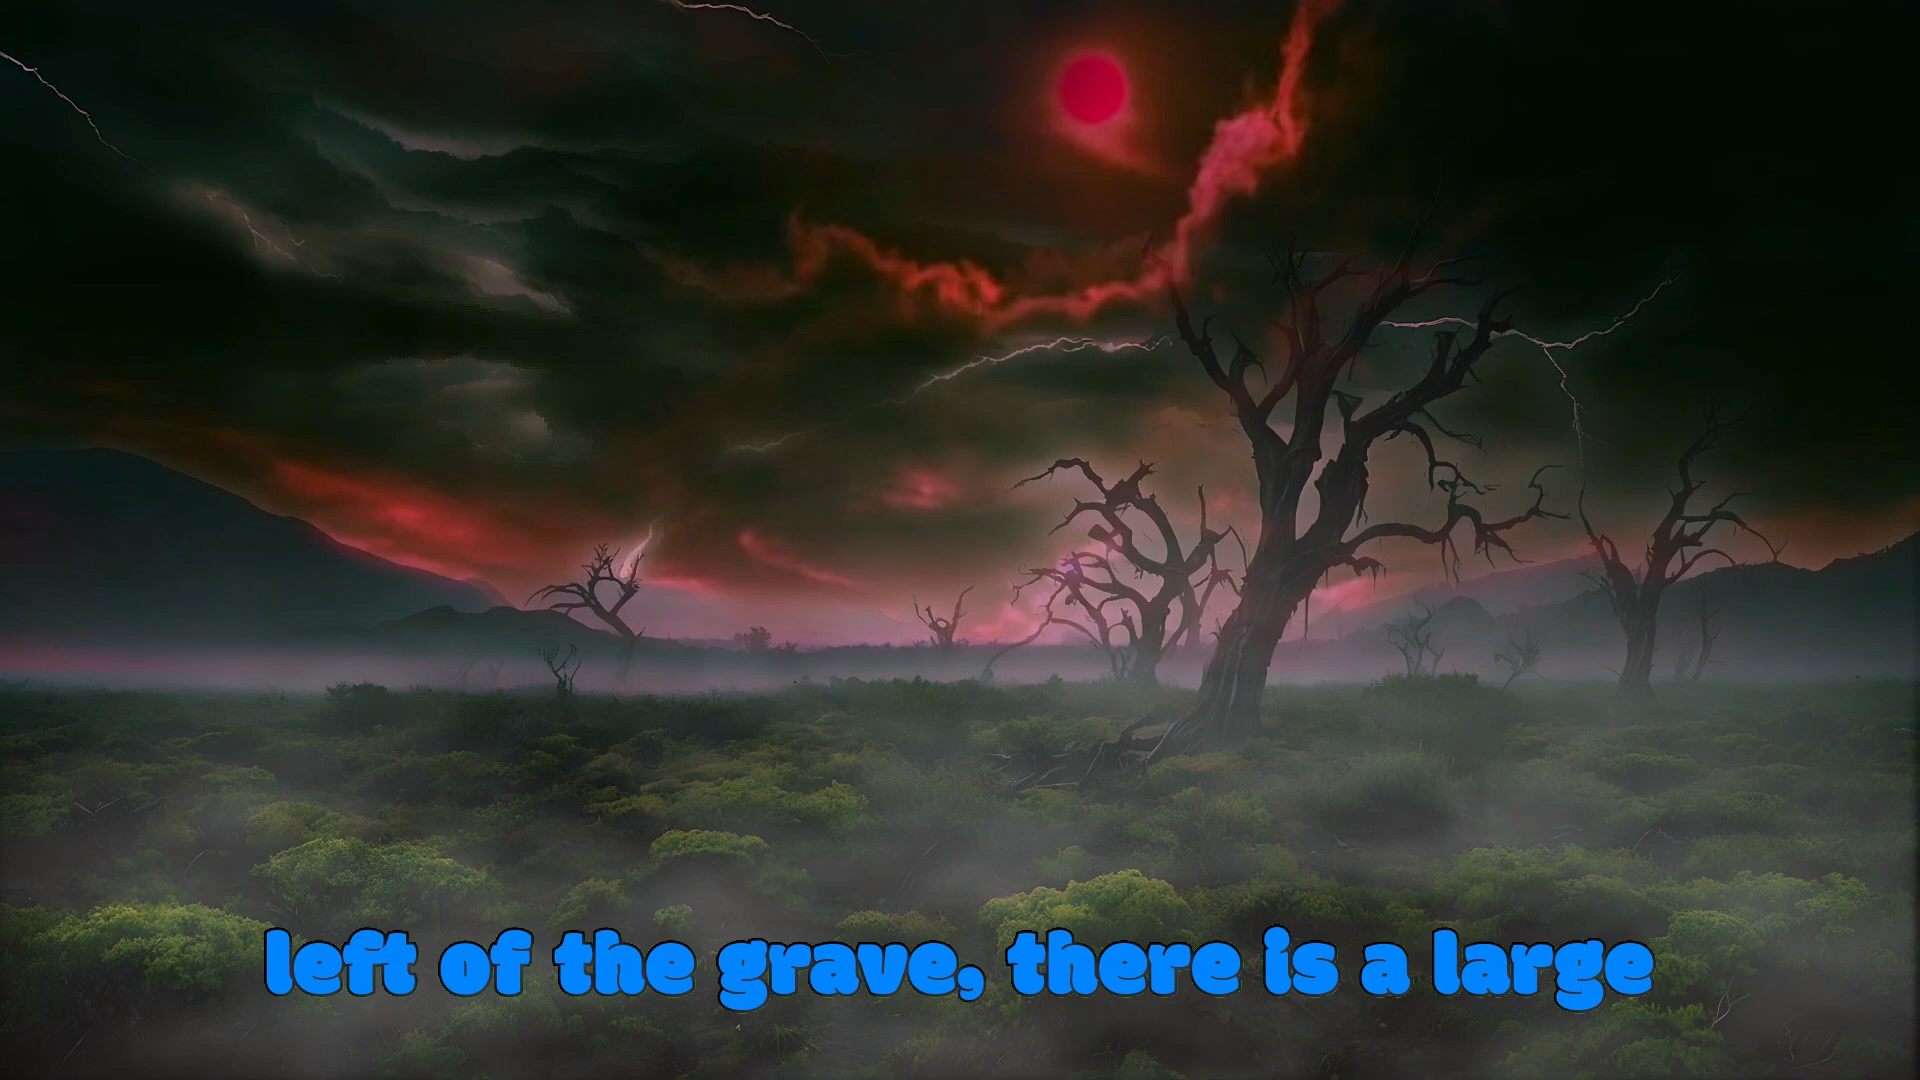 left of the grave, there is a large